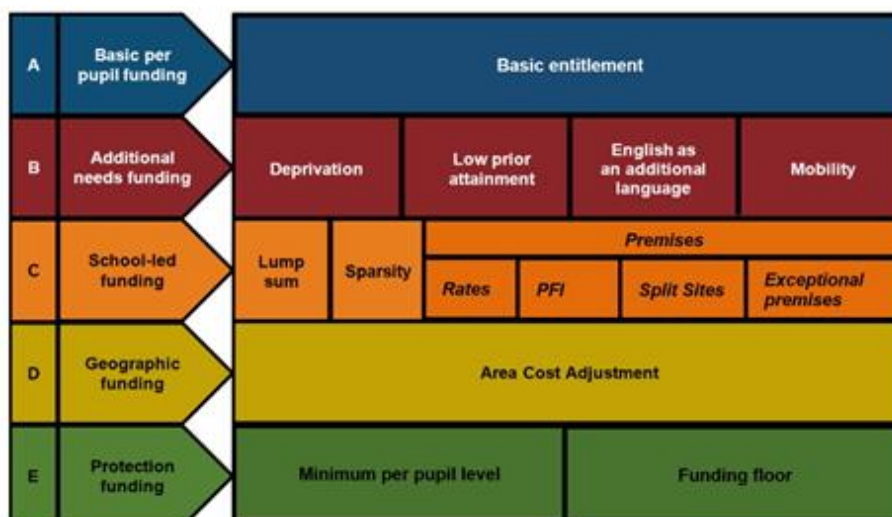 A
Basic per
pupil funding
Basic entitlement
B
Additional
needs funding
Deprivation
Low prior
attainment
English as
an additional
language
Mobility
C
School-led
funding
Lump
sum
Sparsity
Premises
Rates
PFI
Split Sites
Exceptional
premises
D
Geographic
funding
Area Cost Adjustment
E
Protection
funding
Minimum per pupil level
Funding floor